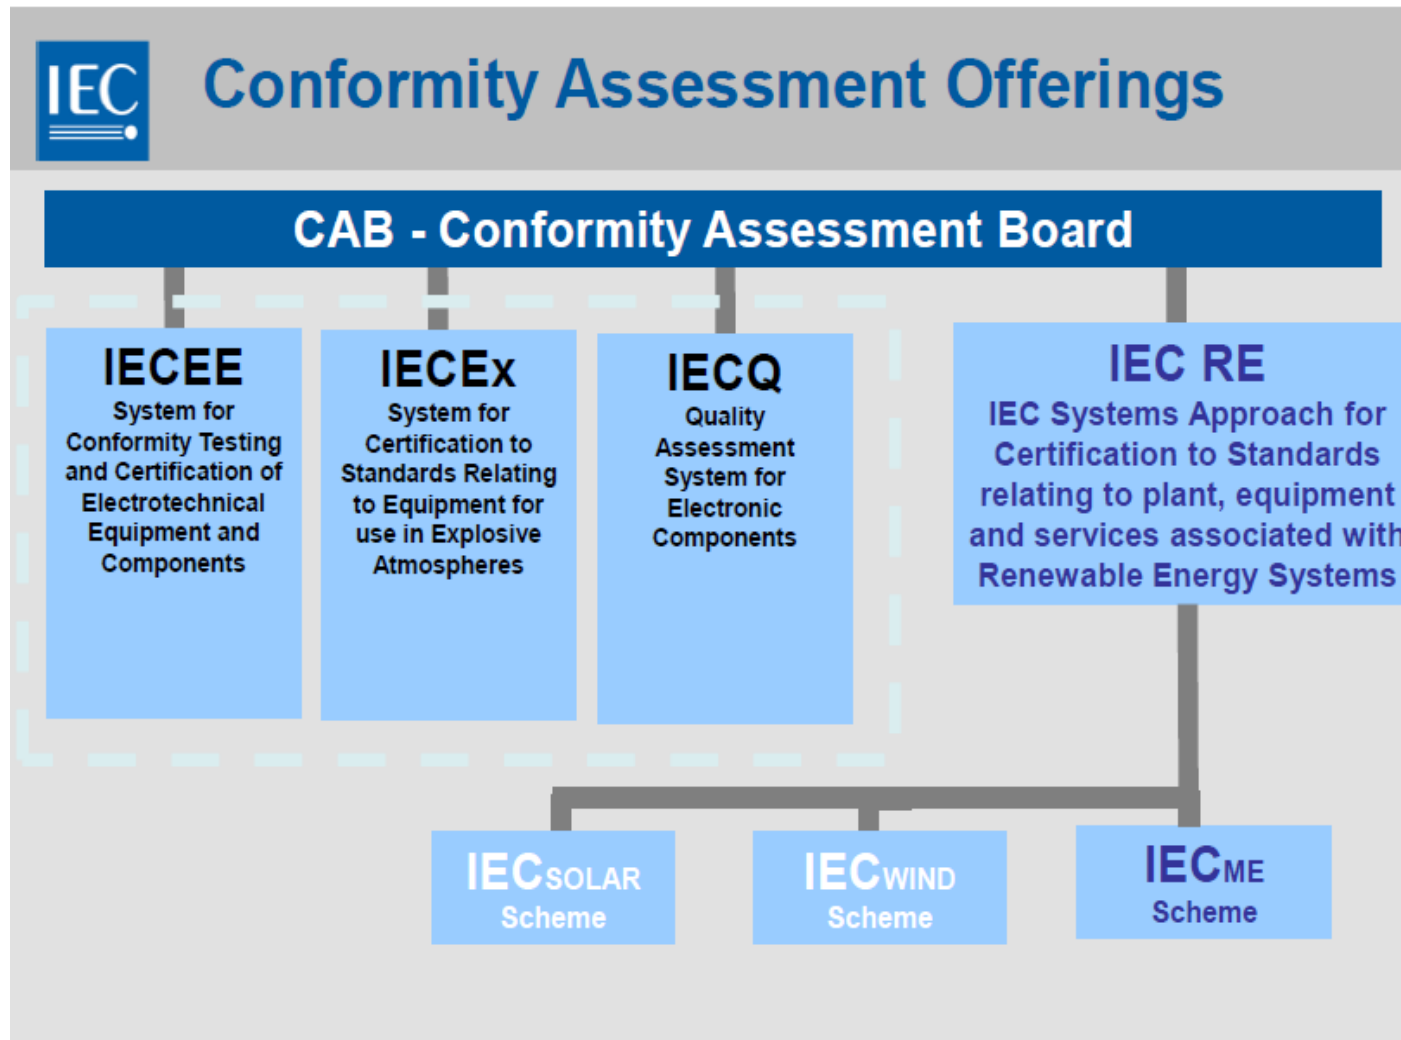 IEC
Conformity Assessment Offerings
CAB - Conformity Assessment Board
IECEE
System for
Conformity Testing
and Certification of
Electrotechnical
Equipment and
Components
IECEx
System for
Certification to
Standards Relating
to Equipment for
use in Explosive
Atmospheres
IECQ
Quality
Assessment
System for
Electronic
Components
IEC RE
IEC Systems Approach for
Certification to Standards
relating to plant, equipment
and services associated with
Renewable Energy Systems
IECSOLAR
Scheme
IECWIND
Scheme
IECME
Scheme